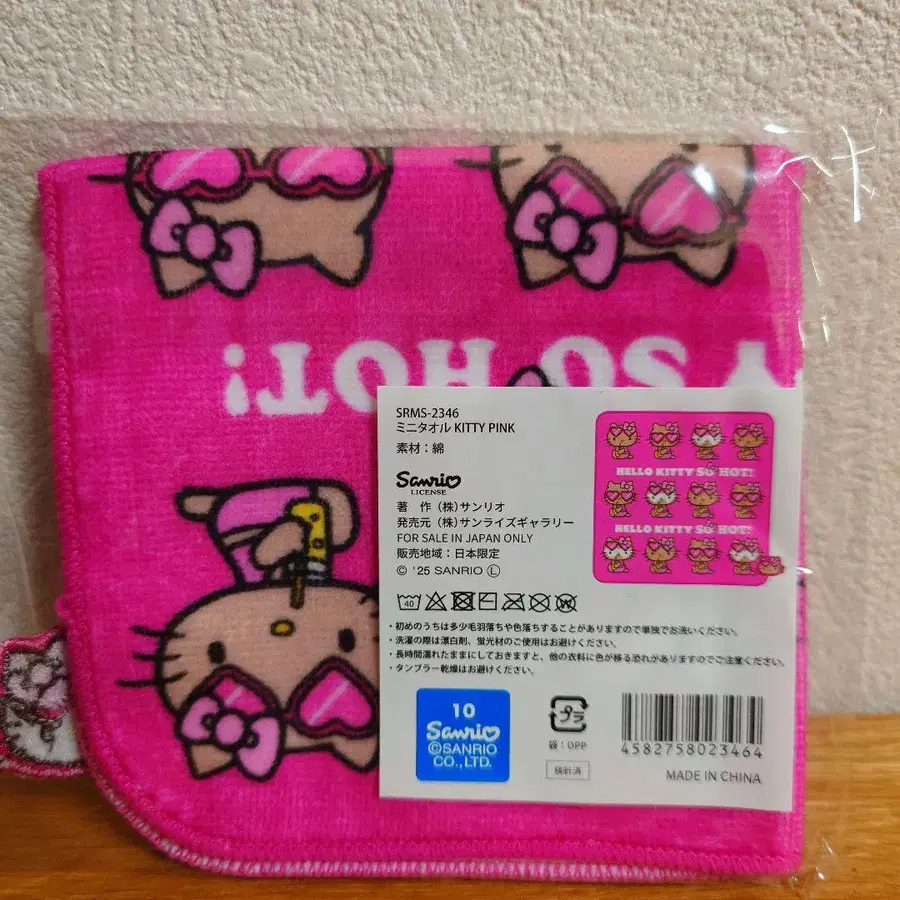 Y SO HOT!
SRMS-2346
ミニタオル KITTY PINK
素材：綿
Sanrio
LICENSE
著　作（株）サンリオ
発売元（株）サンライズギャラリー
FOR SALE IN JAPAN ONLY
販売地域：日本限定
© '25 SANRIO Ⓛ
HELLO KITTY SO HOT!
HELLO KITTY SO HOT!
40
・初めのうちは多少毛羽落ちや色落ちすることがありますので単独でお洗いください。
・洗濯の際は漂白剤、蛍光材のご使用はお避けください。
・長時間濡れたままにしておきますと、他の衣料に色が移る恐れがありますのでご注意ください。
・タンブラー乾燥はお避けください。
10
Sanrio
©SANRIO
CO.,LTD.
プラ
袋：OPP
検針済
4582758023464
MADE IN CHINA